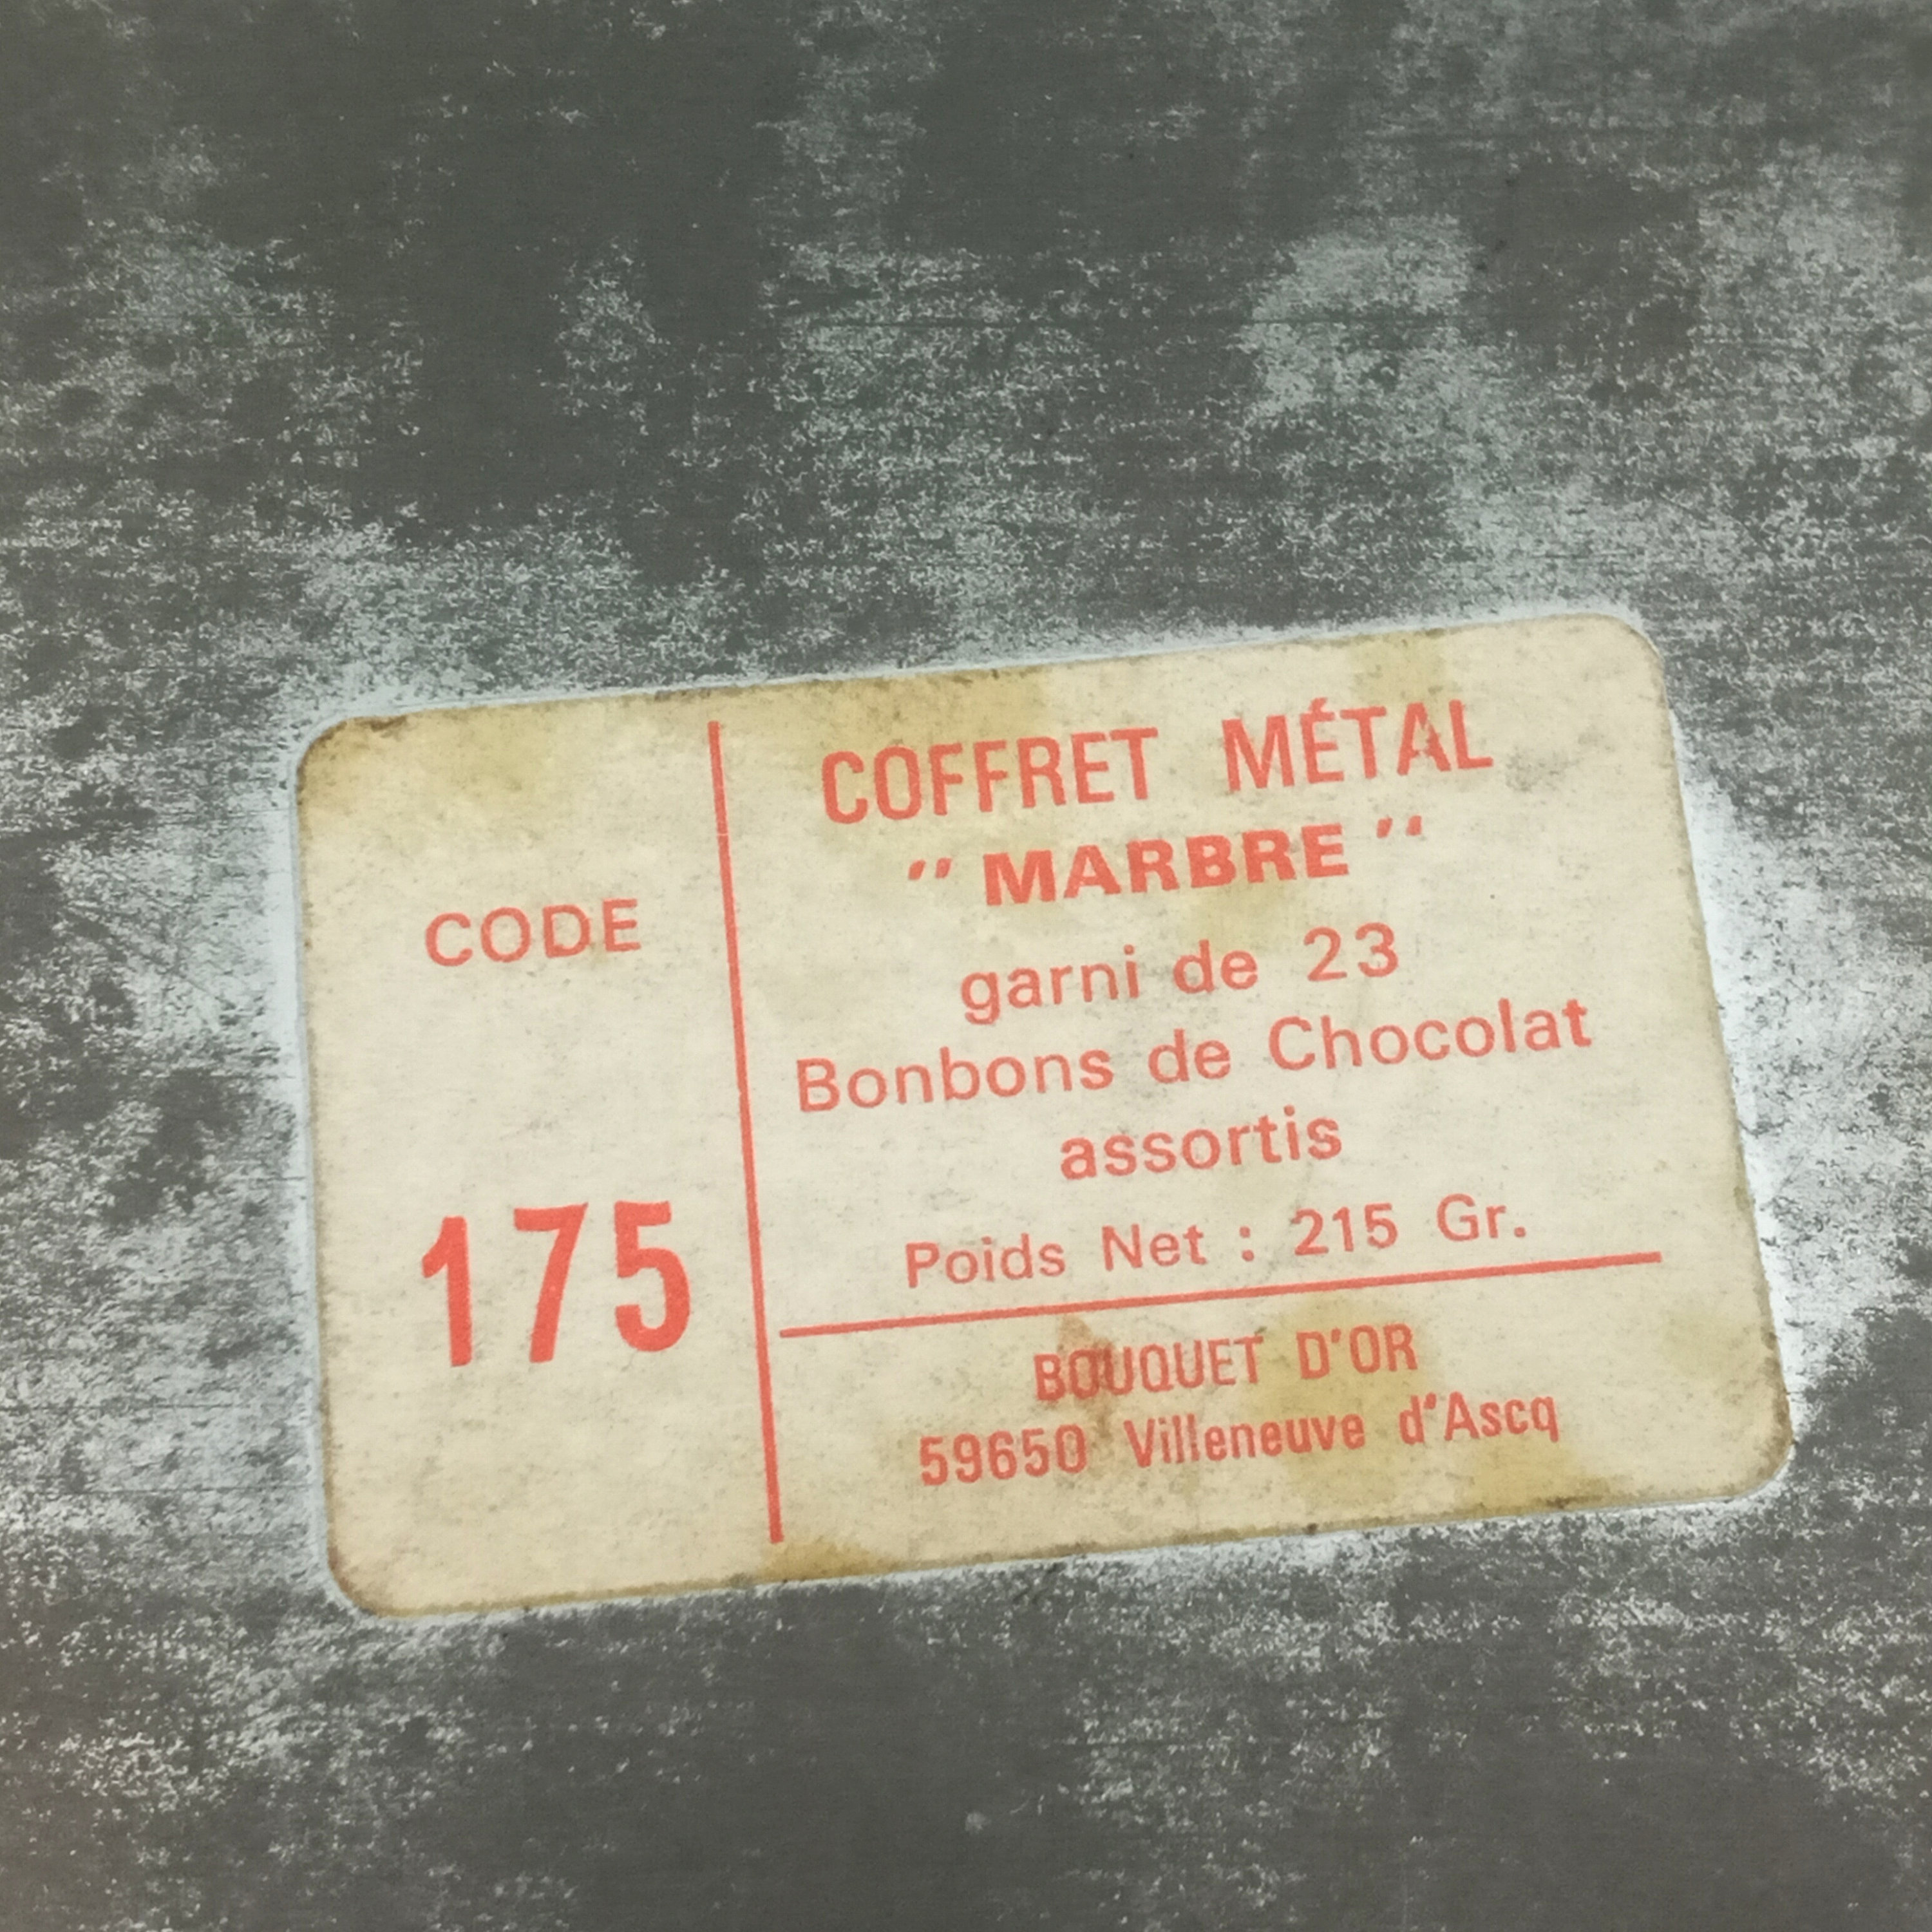 CODE
175
COFFRET MÉTAL
" MARBRE "
garni de 23
Bonbons de Chocolat
assortis
Poids Net : 215 Gr.
BOUQUET D'OR
59650 Villeneuve d'Ascq